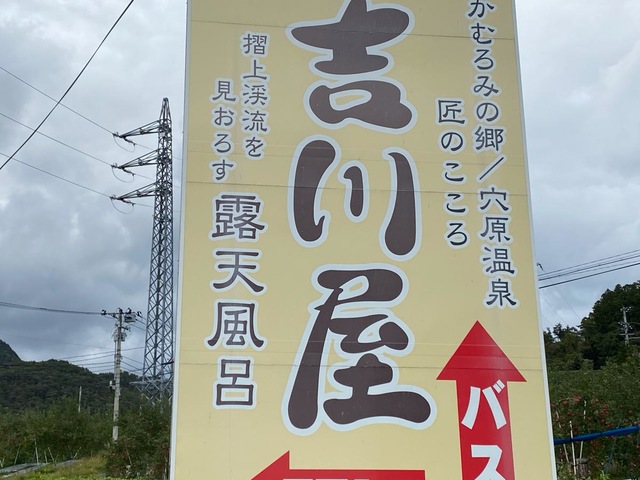 かむろみの郷/穴原温泉
匠のこころ
吉川屋
摺上渓流を
見おろす
露天風呂
バス